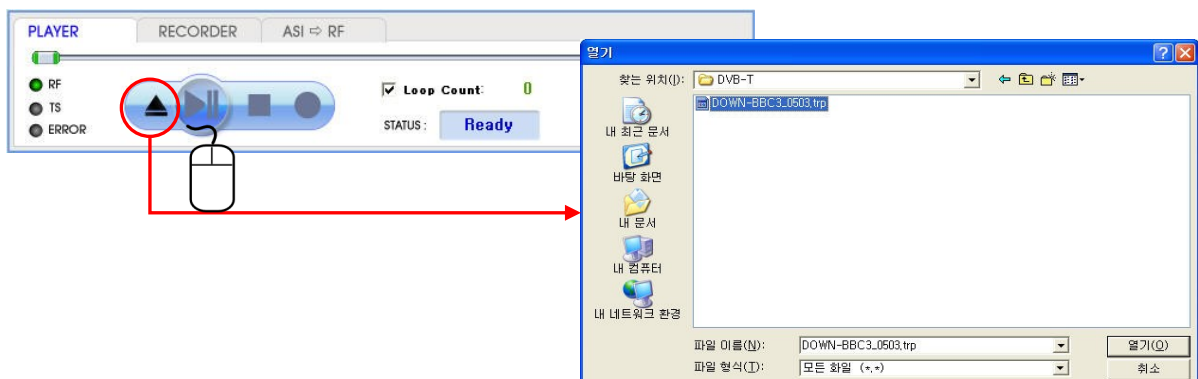 PLAYER RECORDER ASI ⇨ RF
RF
TS
ERROR
Loop Count: 0
STATUS : Ready
열기
찾는 위치(I): DVB-T
DOWN-BBC3_0503.trp
내 최근 문서
바탕 화면
내 문서
내 컴퓨터
내 네트워크 환경
파일 이름(N): DOWN-BBC3_0503.trp 열기(O)
파일 형식(T): 모든 화일 (*.*) 취소